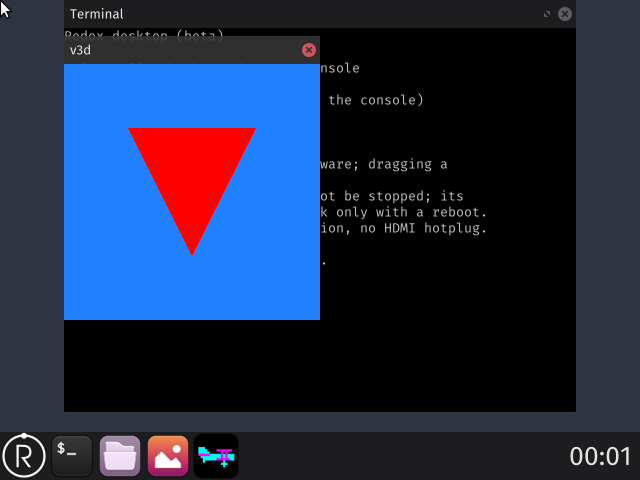 Terminal
Redox desktop (beta)
v3d
nsole
the console)
ware; dragging a
ot be stopped; its
k only with a reboot.
ion, no HDMI hotplug.
.
$_
R
00:01